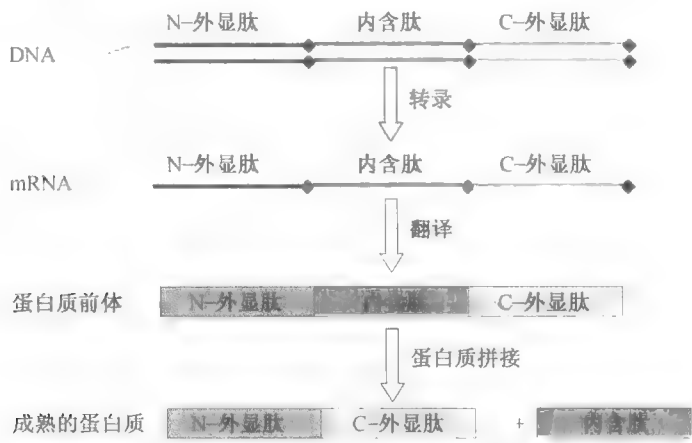 N-外显肽 内含肽 C-外显肽
DNA
转录
N-外显肽 内含肽 C-外显肽
mRNA
翻译
蛋白质前体 N-外显肽 肽 C-外显肽
蛋白质拼接
成熟的蛋白质 N-外显肽 C-外显肽 + 内含肽